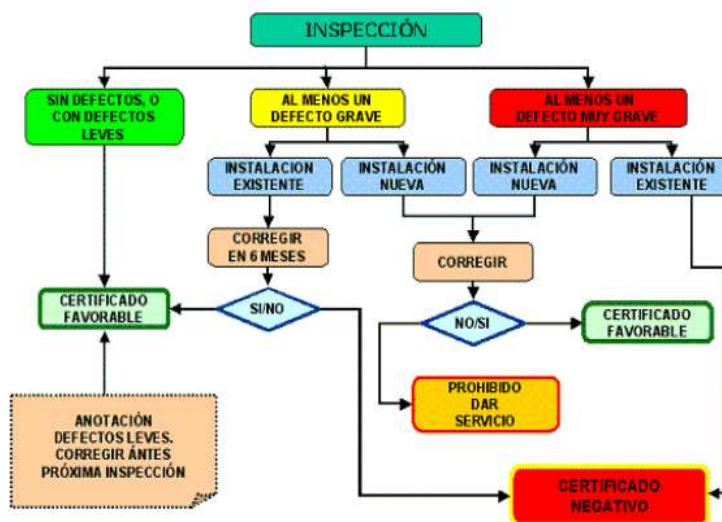 INSPECCIÓN
SIN DEFECTOS, O
CON DEFECTOS
LEVES
AL MENOS UN
DEFECTO GRAVE
AL MENOS UN
DEFECTO MUY GRAVE
INSTALACION
EXISTENTE
INSTALACIÓN
NUEVA
INSTALACIÓN
NUEVA
INSTALACIÓN
EXISTENTE
CORREGIR
EN 6 MESES
CORREGIR
CERTIFICADO
FAVORABLE
SI/NO
NO/SI
CERTIFICADO
FAVORABLE
PROHIBIDO
DAR
SERVICIO
ANOTACIÓN
DEFECTOS LEVES.
CORREGIR ÁNTES
PRÓXIMA INSPECCIÓN
CERTIFICADO
NEGATIVO